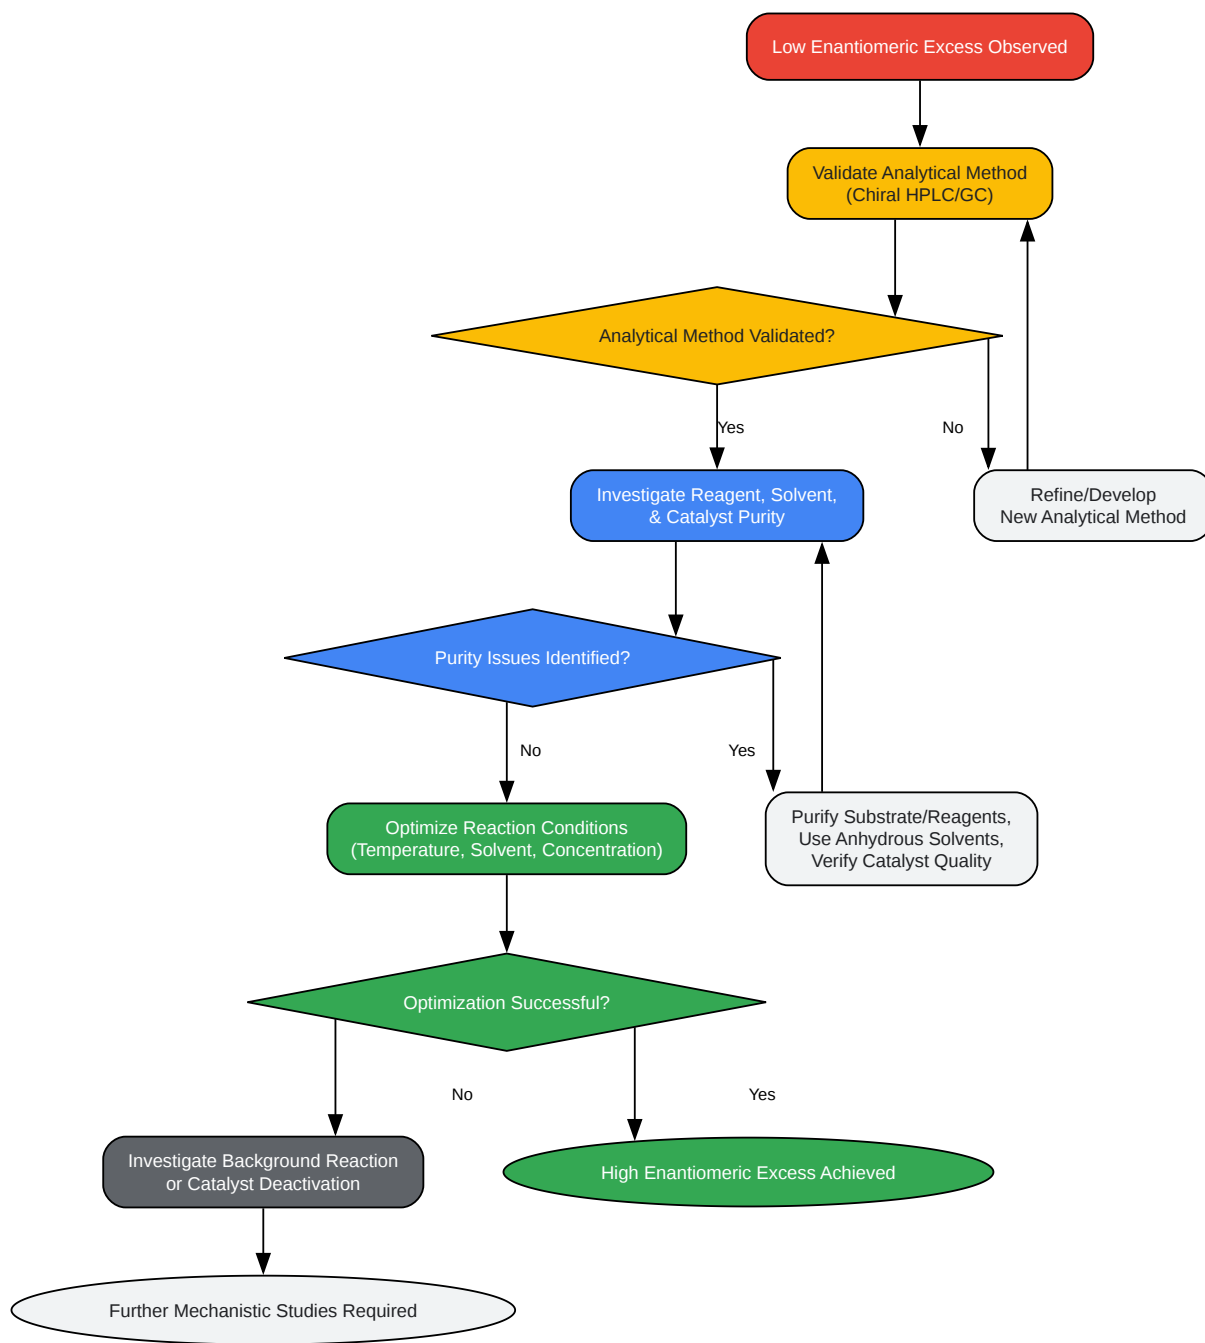 Low Enantiomeric Excess Observed
Validate Analytical Method
(Chiral HPLC/GC)
Analytical Method Validated?
Yes
No
Investigate Reagent, Solvent,
& Catalyst Purity
Refine/Develop
New Analytical Method
Purity Issues Identified?
No
Yes
Optimize Reaction Conditions
(Temperature, Solvent, Concentration)
Purify Substrate/Reagents,
Use Anhydrous Solvents,
Verify Catalyst Quality
Optimization Successful?
No
Yes
Investigate Background Reaction
or Catalyst Deactivation
High Enantiomeric Excess Achieved
Further Mechanistic Studies Required